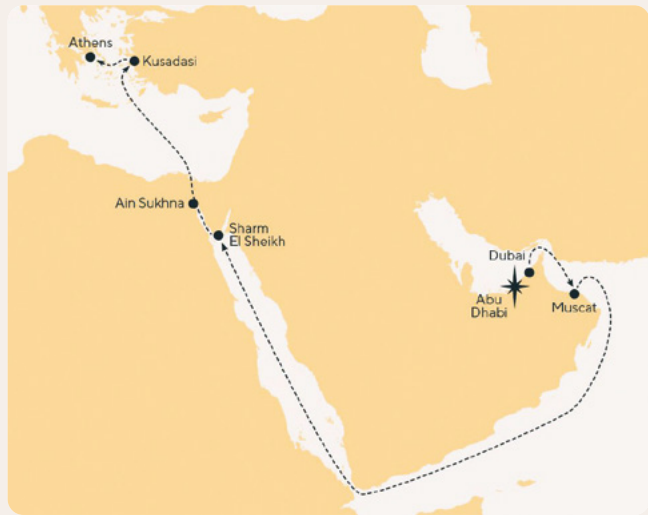 Athens
Kusadasi
Ain Sukhna
Sharm
El Sheikh
Dubai
Abu
Dhabi
Muscat